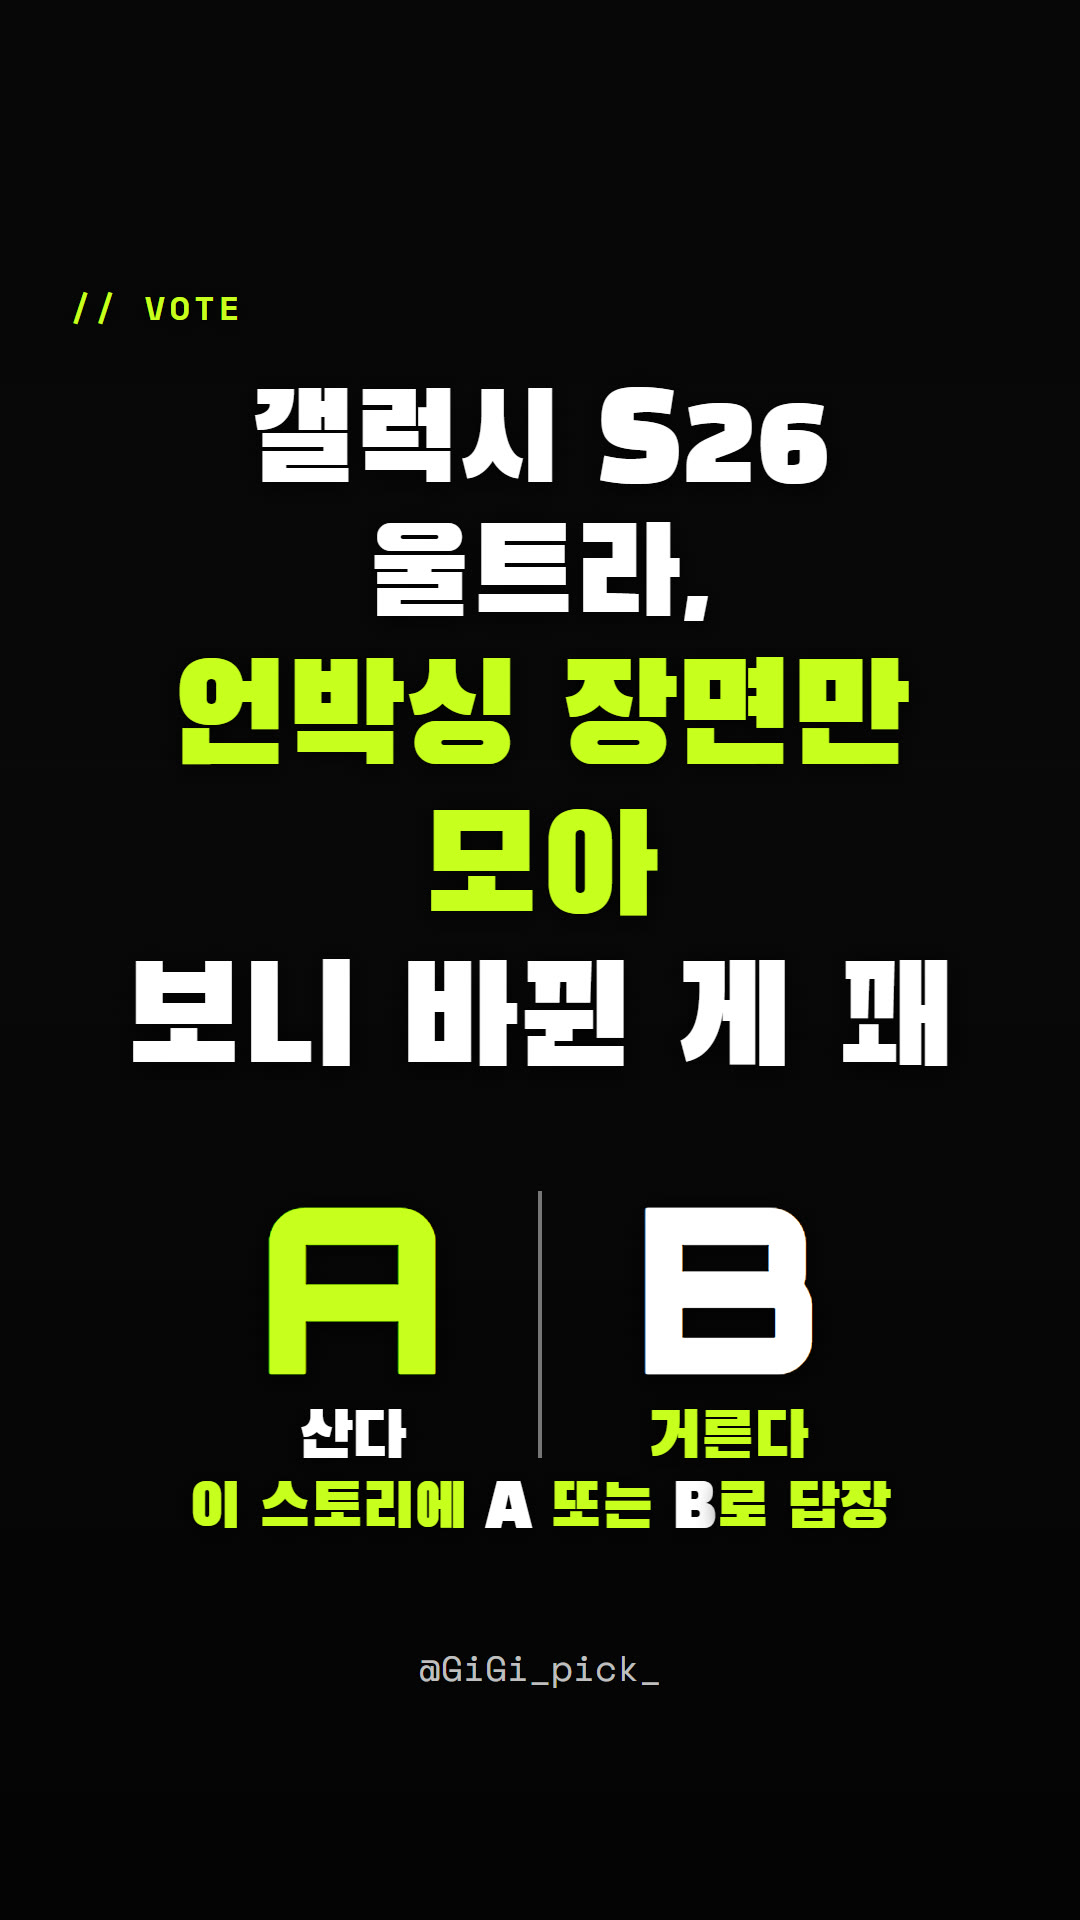 // VOTE
갤럭시 S26
울트라,
언박싱 장면만
모아
보니 바뀐 게 꽤
A
B
산다
거른다
이 스토리에 A 또는 B로 답장
@GiGi_pick_